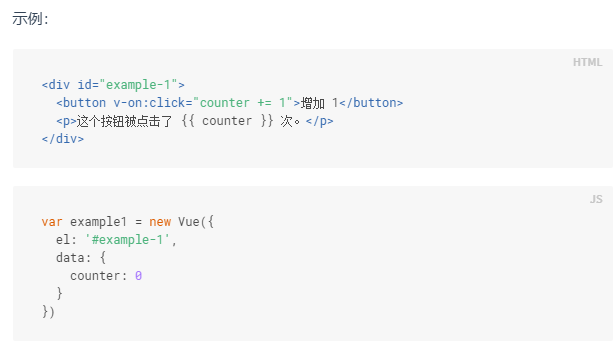 示例：
HTML
<div id="example-1">
  <button v-on:click="counter += 1">增加 1</button>
  <p>这个按钮被点击了 {{ counter }} 次。</p>
</div>
JS
var example1 = new Vue({
  el: '#example-1',
  data: {
    counter: 0
  }
})